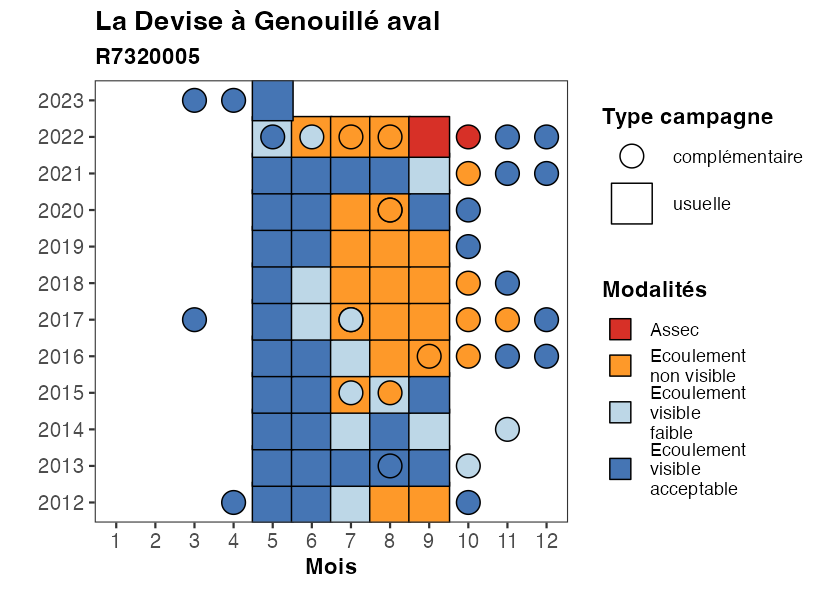 La Devise à Genouillé aval
R7320005
2023
2022
2021
2020
2019
2018
2017
2016
2015
2014
2013
2012
1 2 3 4 5 6 7 8 9 10 11 12
Mois
Type campagne
complémentaire
usuelle
Modalités
Assec
Ecoulement
non visible
Ecoulement
visible
faible
Ecoulement
visible
acceptable